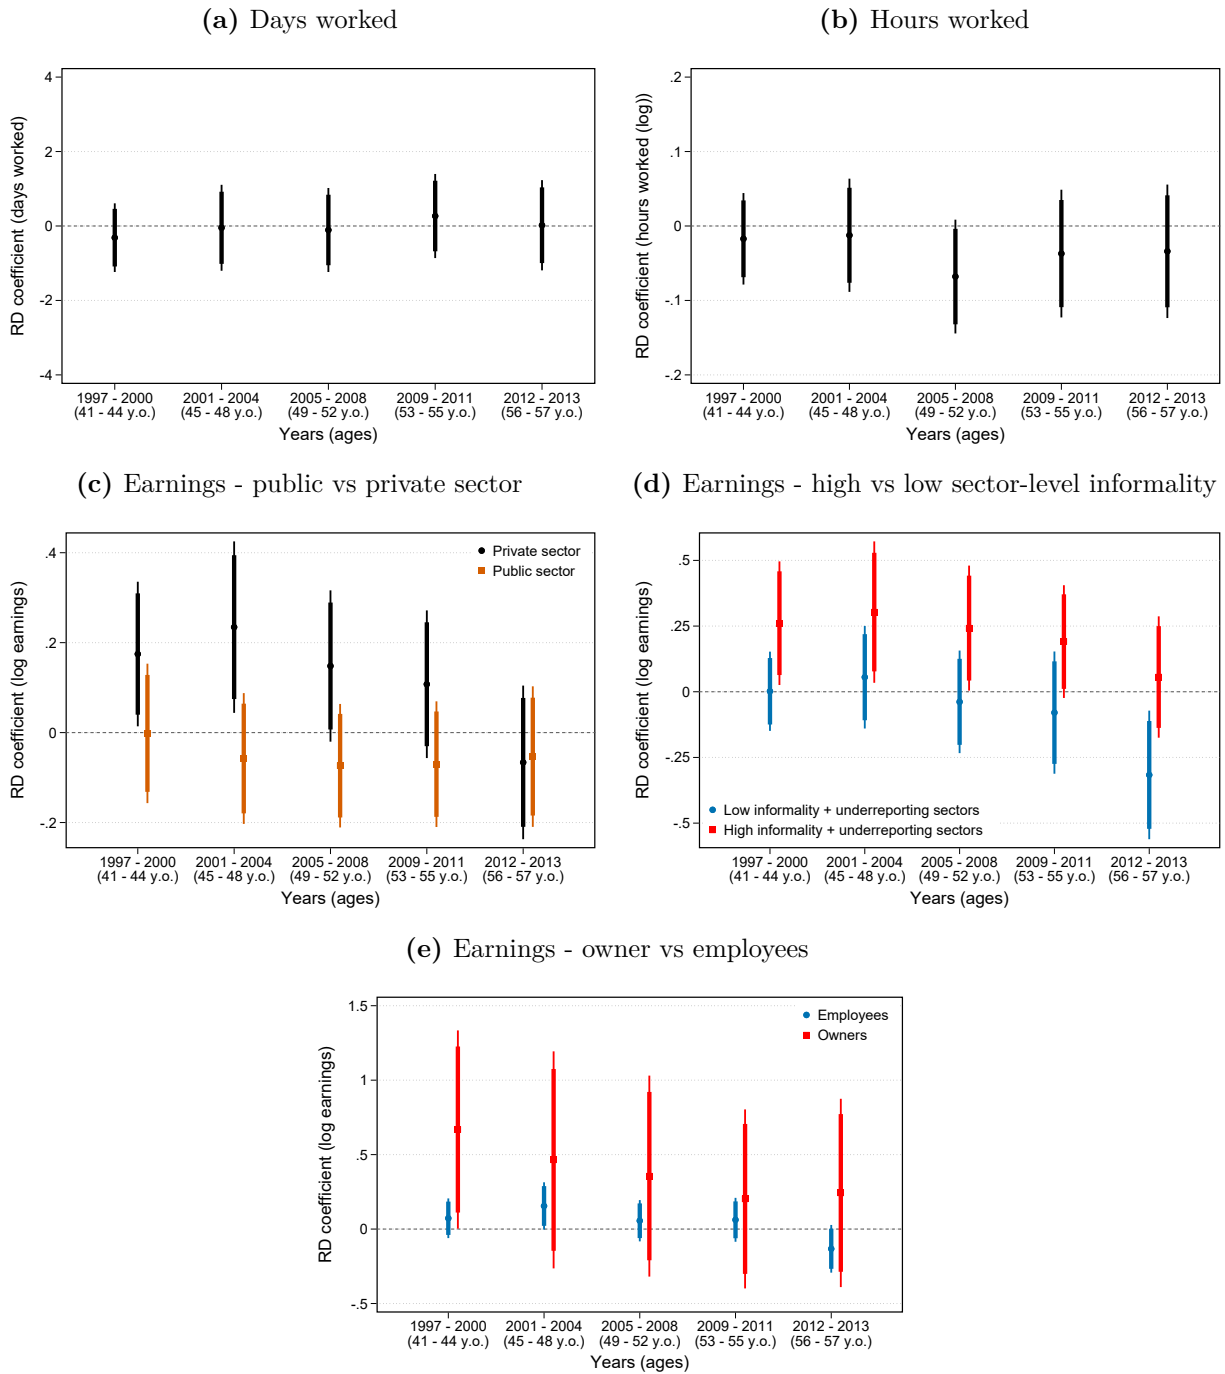 (a) Days worked
RD coefficient (days worked)
4
2
0
-2
-4
1997 - 2000
(41 - 44 y.o.)
2001 - 2004
(45 - 48 y.o.)
2005 - 2008
(49 - 52 y.o.)
2009 - 2011
(53 - 55 y.o.)
2012 - 2013
(56 - 57 y.o.)
Years (ages)
(b) Hours worked
RD coefficient (hours worked (log))
.2
.1
0
-.1
-.2
1997 - 2000
(41 - 44 y.o.)
2001 - 2004
(45 - 48 y.o.)
2005 - 2008
(49 - 52 y.o.)
2009 - 2011
(53 - 55 y.o.)
2012 - 2013
(56 - 57 y.o.)
Years (ages)
(c) Earnings - public vs private sector
RD coefficient (log earnings)
.4
.2
0
-.2
Private sector
Public sector
1997 - 2000
(41 - 44 y.o.)
2001 - 2004
(45 - 48 y.o.)
2005 - 2008
(49 - 52 y.o.)
2009 - 2011
(53 - 55 y.o.)
2012 - 2013
(56 - 57 y.o.)
Years (ages)
(d) Earnings - high vs low sector-level informality
RD coefficient (log earnings)
.5
.25
0
-.25
-.5
Low informality + underreporting sectors
High informality + underreporting sectors
1997 - 2000
(41 - 44 y.o.)
2001 - 2004
(45 - 48 y.o.)
2005 - 2008
(49 - 52 y.o.)
2009 - 2011
(53 - 55 y.o.)
2012 - 2013
(56 - 57 y.o.)
Years (ages)
(e) Earnings - owner vs employees
RD coefficient (log earnings)
1.5
1
.5
0
-.5
Employees
Owners
1997 - 2000
(41 - 44 y.o.)
2001 - 2004
(45 - 48 y.o.)
2005 - 2008
(49 - 52 y.o.)
2009 - 2011
(53 - 55 y.o.)
2012 - 2013
(56 - 57 y.o.)
Years (ages)